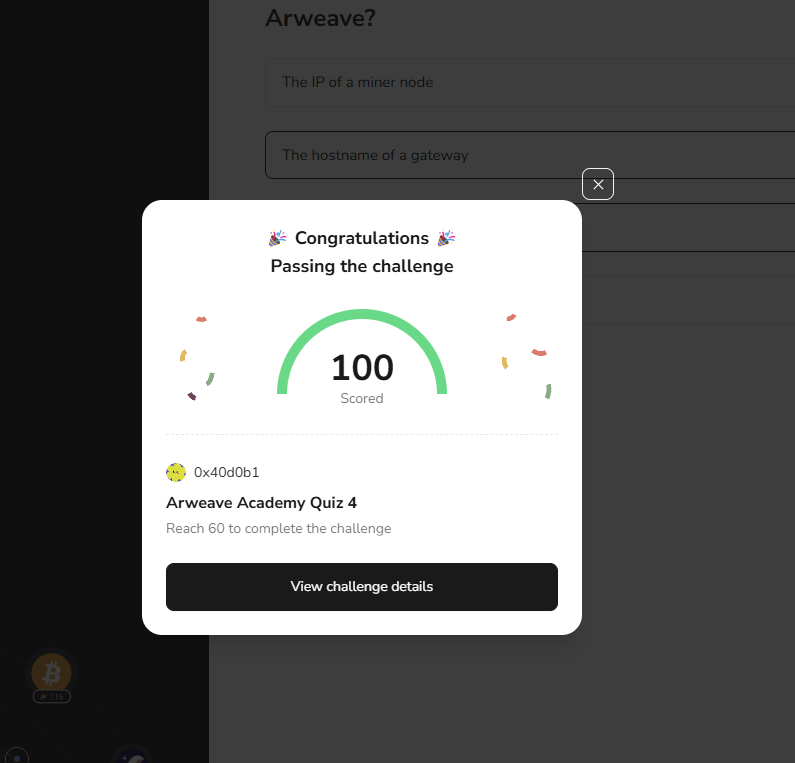 Arweave?
The IP of a miner node
The hostname of a gateway
Congratulations
Passing the challenge
100
Scored
0x40d0b1
Arweave Academy Quiz 4
Reach 60 to complete the challenge
View challenge details
115